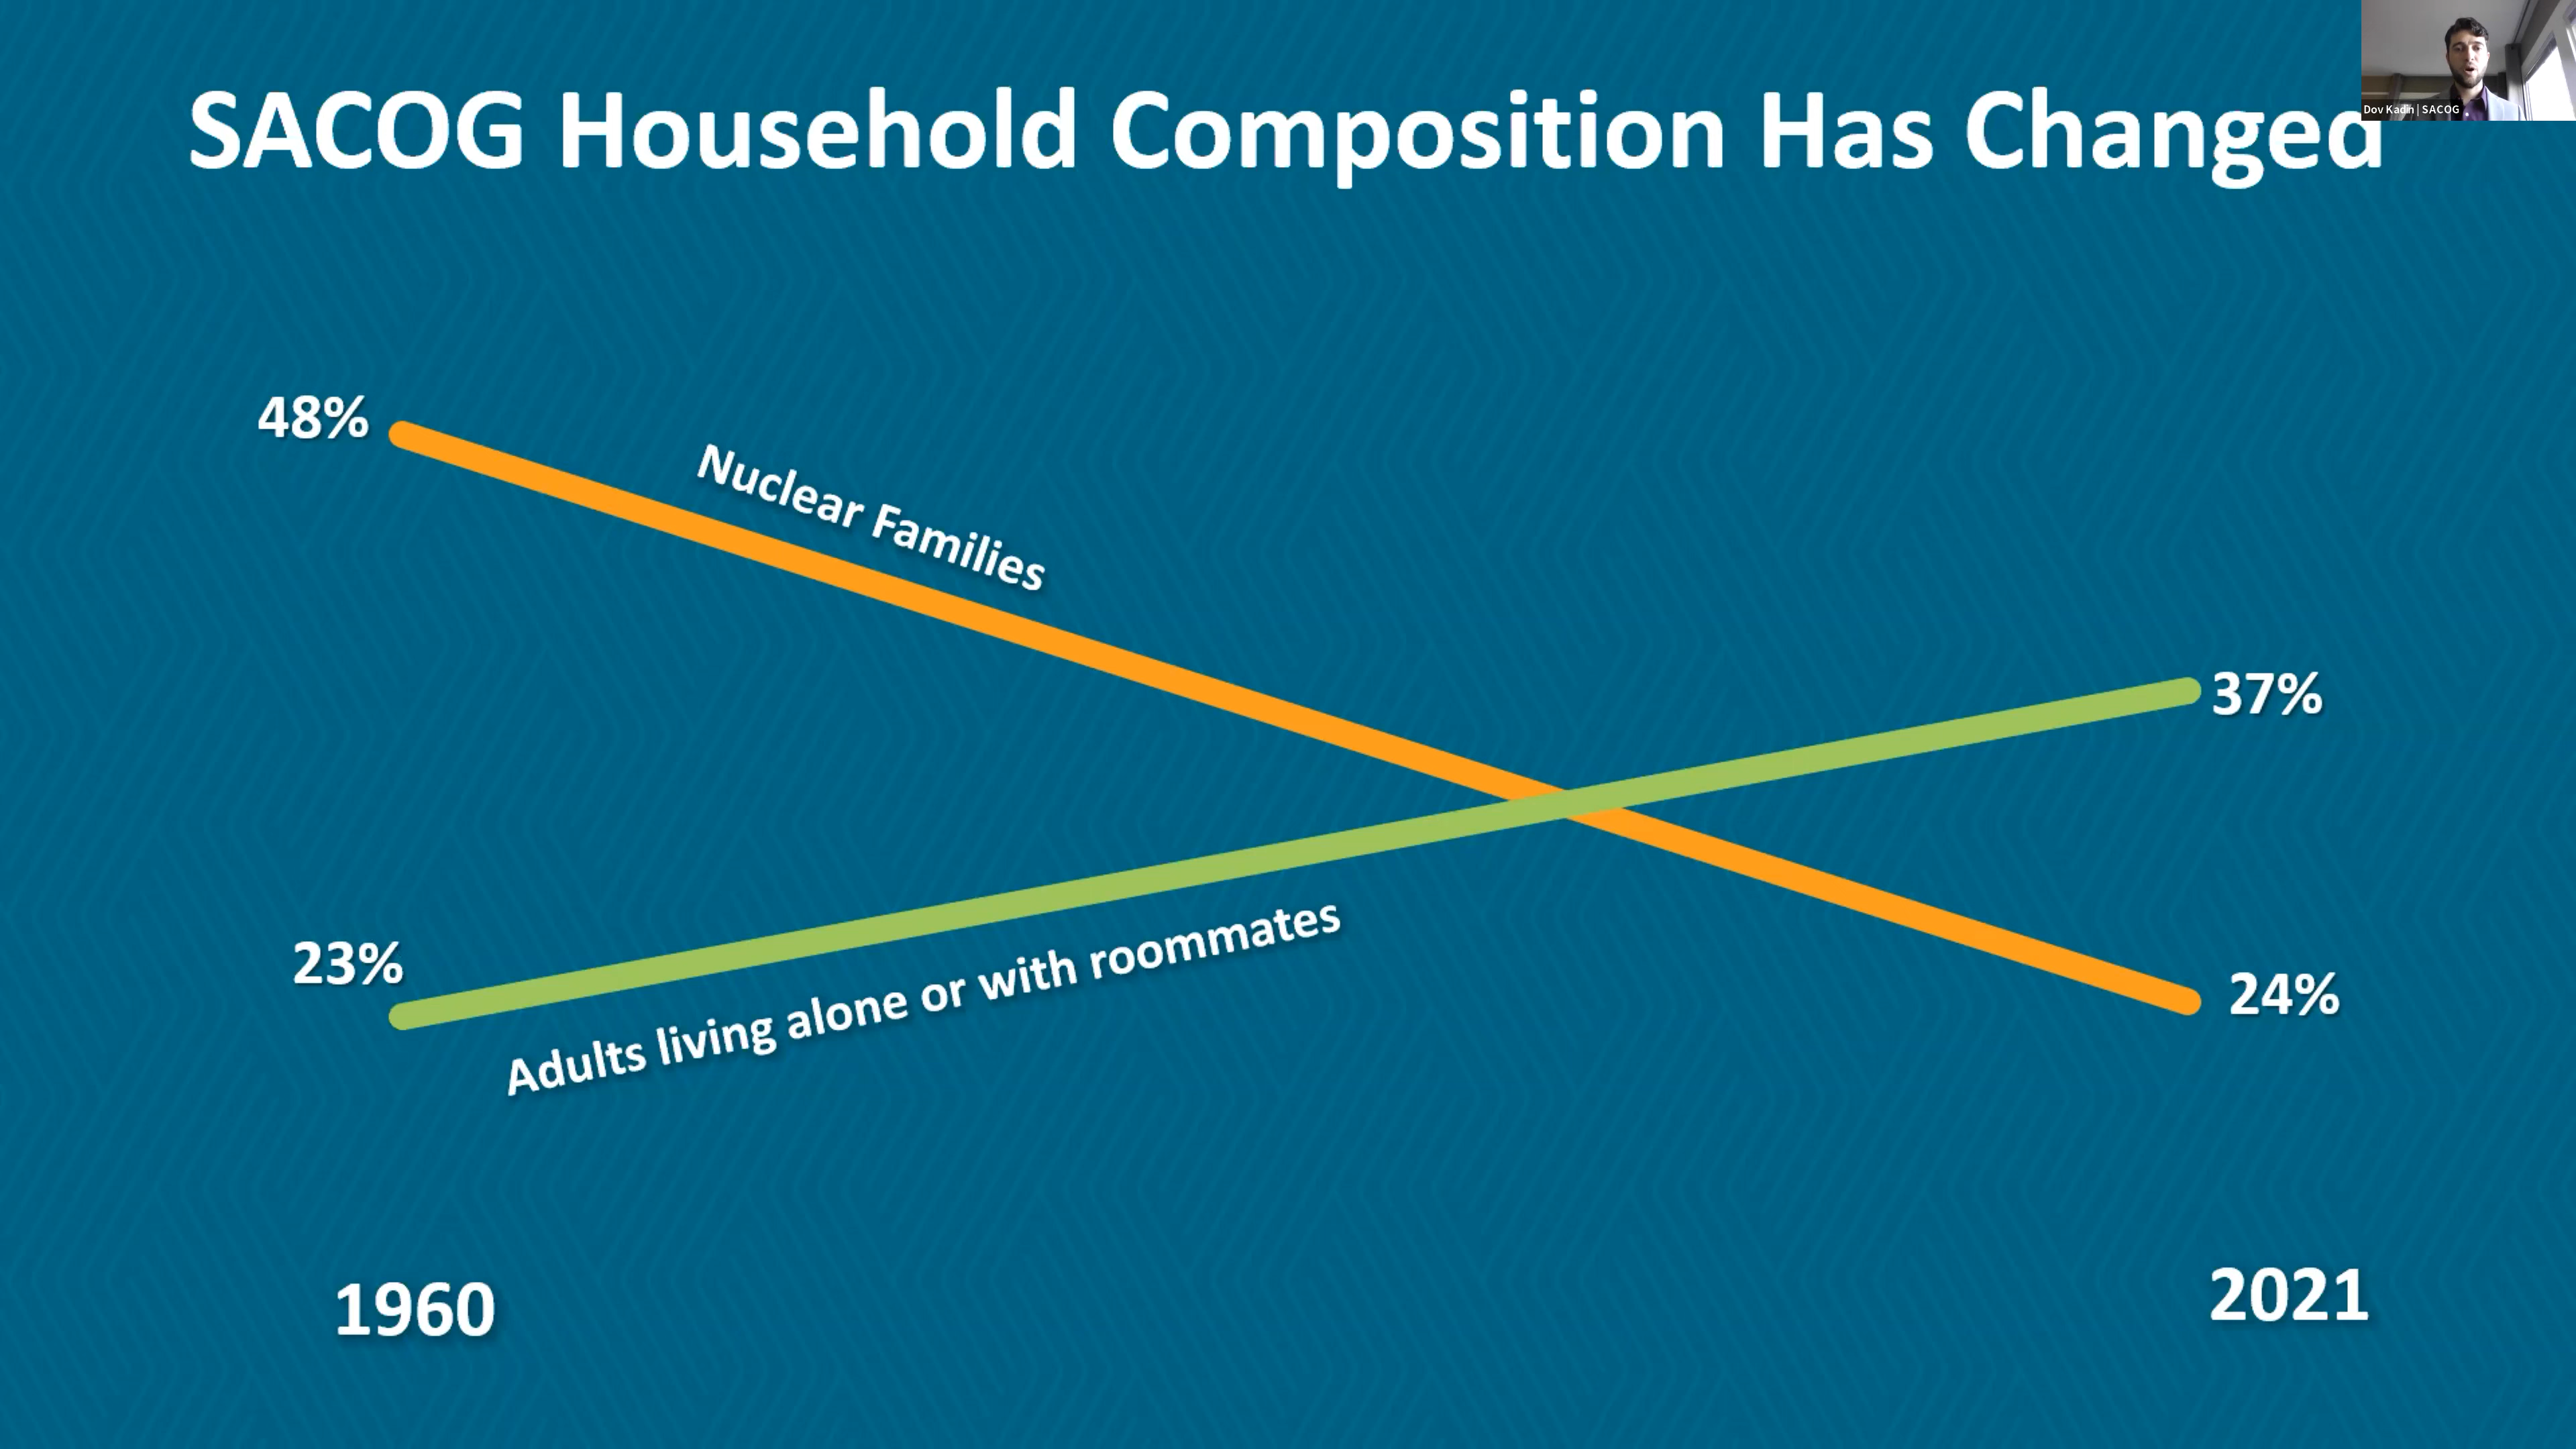 SACOG Household Composition Has Changed
Dov Kadin | SACOG
48%
Nuclear Families
37%
23%
Adults living alone or with roommates
24%
1960
2021